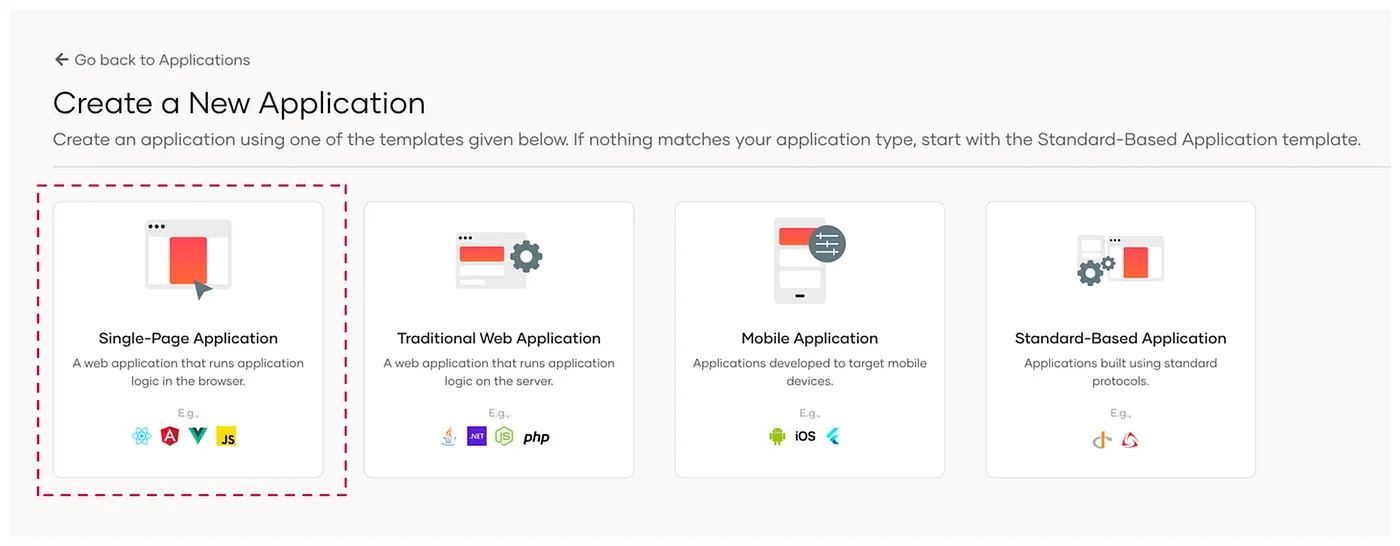 Go back to Applications
Create a New Application
Create an application using one of the templates given below. If nothing matches your application type, start with the Standard-Based Application template.
Single-Page Application
A web application that runs application
logic in the browser.
E.g.,
JS
Traditional Web Application
A web application that runs application
logic on the server.
E.g.,
.NET
JS
php
Mobile Application
Applications developed to target mobile
devices.
E.g.,
iOS
Standard-Based Application
Applications built using standard
protocols.
E.g.,